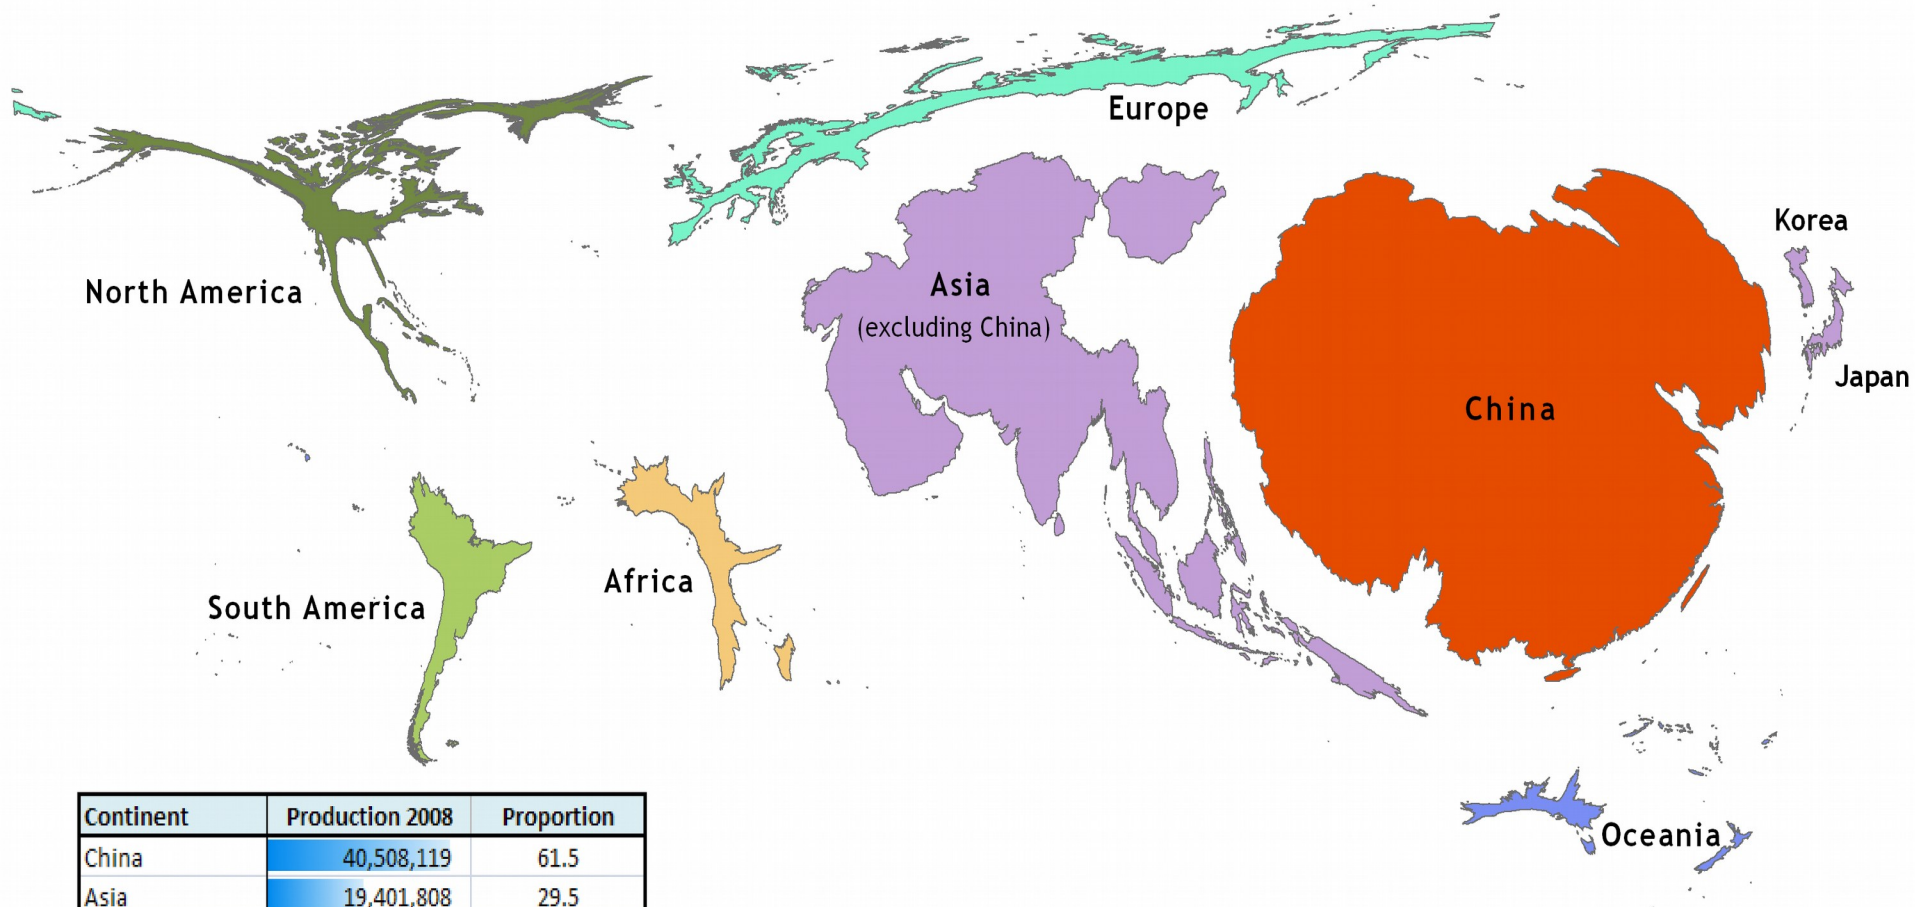 Europe
Korea
North America
Asia
(excluding China)
Japan
China
Africa
South America
Oceania
Continent Production 2008 Proportion
China 40,508,119 61.5
Asia 19,401,808 29.5